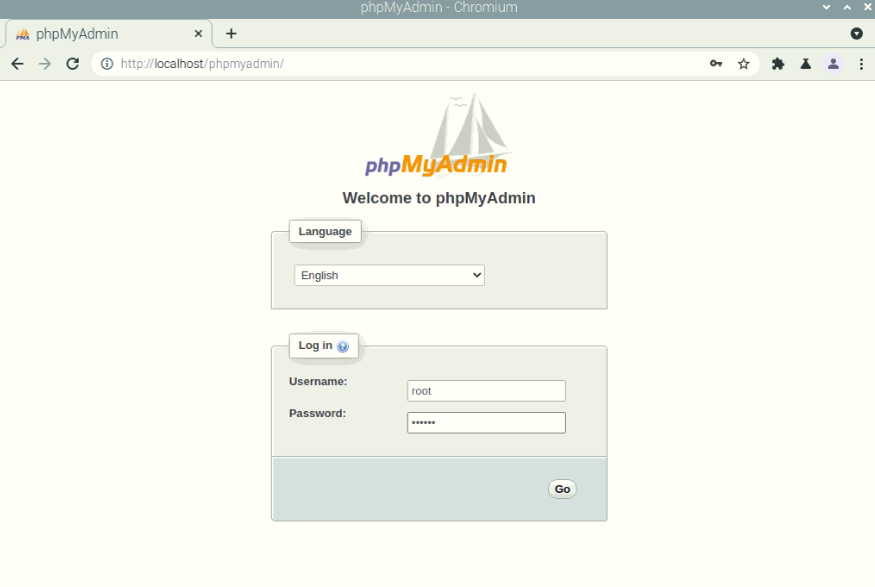 phpMyAdmin - Chromium
phpMyAdmin
http://localhost/phpmyadmin/
phpMyAdmin
Welcome to phpMyAdmin
Language
English
Log in
Username:
root
Password:
••••••
Go